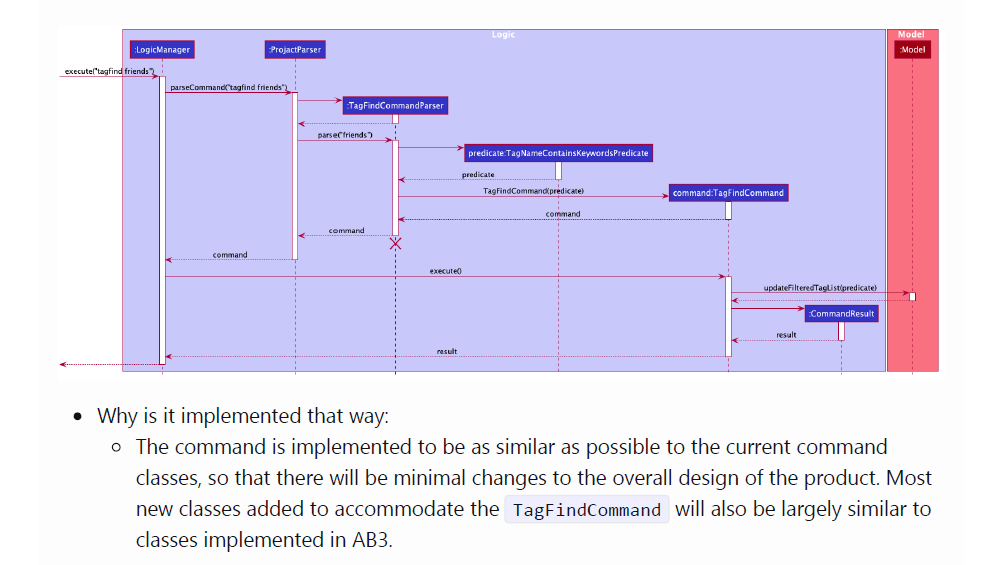 Logic
Model
:LogicManager
:ProjactParser
:Model
execute("tagfind friends")
parseCommand("tagfind friends")
:TagFindCommandParser
parse("friends")
predicate:TagNameContainsKeywordsPredicate
predicate
TagFindCommand(predicate)
command:TagFindCommand
command
command
command
execute()
updateFilteredTagList(predicate)
:CommandResult
result
result
• Why is it implemented that way:
○ The command is implemented to be as similar as possible to the current command
classes, so that there will be minimal changes to the overall design of the product. Most
new classes added to accommodate the TagFindCommand will also be largely similar to
classes implemented in AB3.